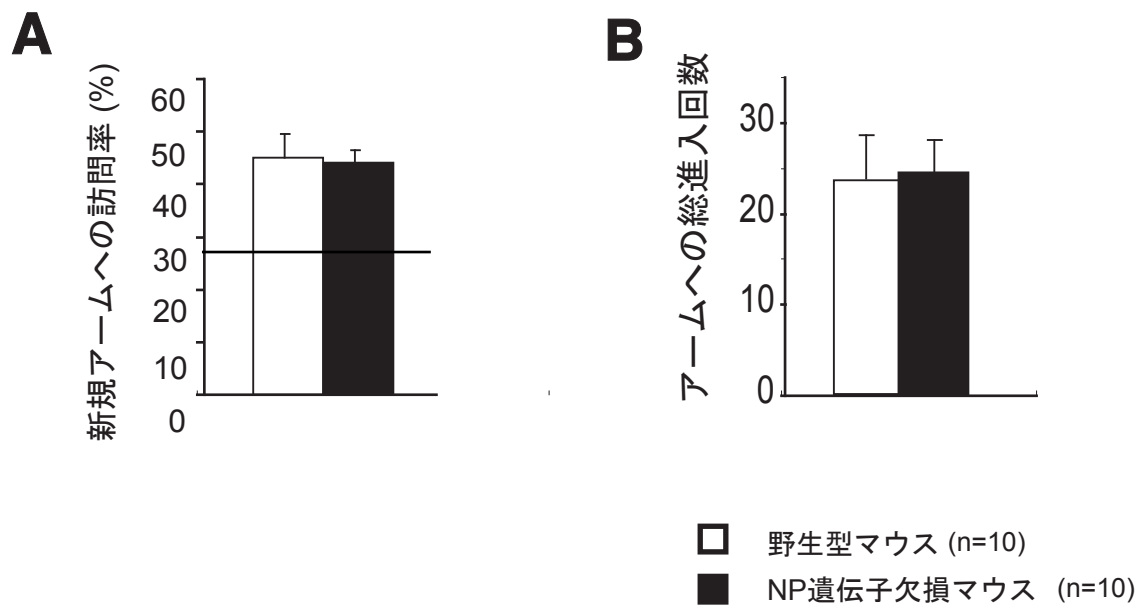 A
新規アームへの訪問率 (%)
60
50
40
30
20
10
0
B
アームへの総進入回数
30
20
10
0
野生型マウス (n=10)
NP遺伝子欠損マウス (n=10)